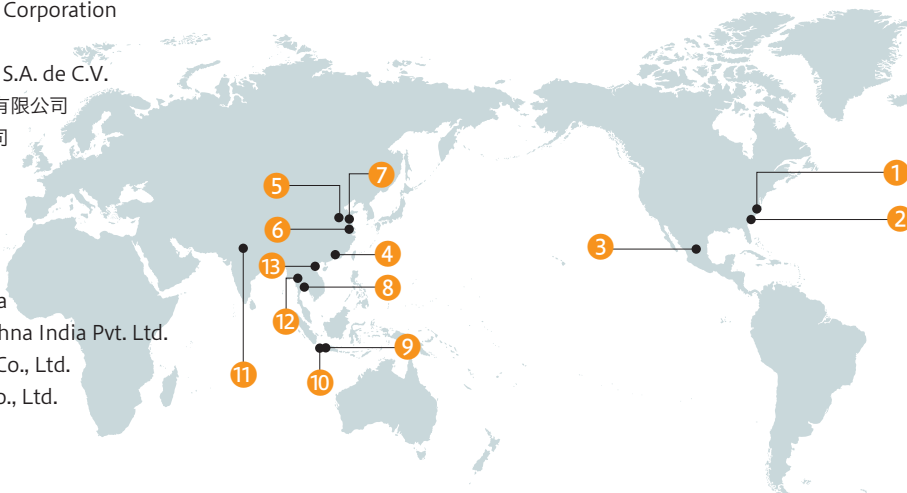 Corporation
S.A. de C.V.
有限公司
司
a
hna India Pvt. Ltd.
Co., Ltd.
o., Ltd.
1
2
3
4
5
6
7
8
9
10
11
12
13